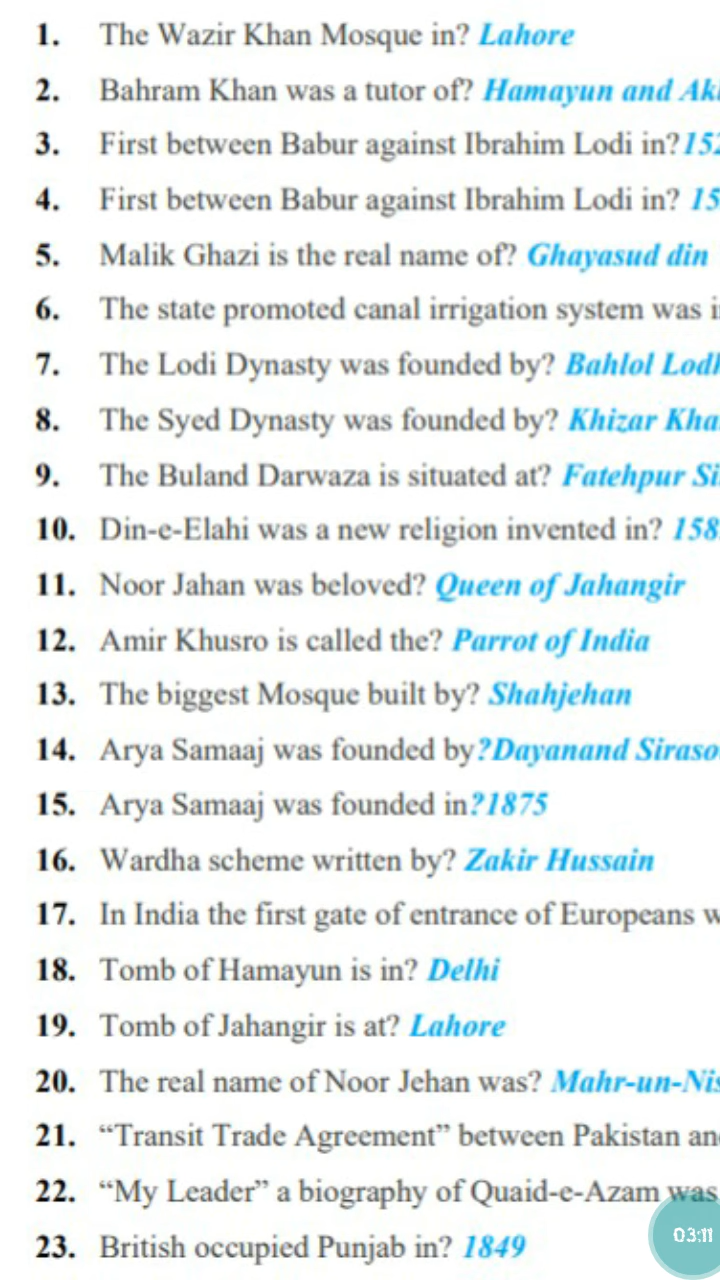 1. The Wazir Khan Mosque in? Lahore
2. Bahram Khan was a tutor of? Hamayun and
3. First between Babur against Ibrahim Lodi in?
4. First between Babur against Ibrahim Lodi in?
5. Malik Ghazi is the real name of? Ghayasud din
6. The state promoted canal irrigation system was
7. The Lodi Dynasty was founded by? Bahlol
8. The Syed Dynasty was founded by? Khizar
9. The Buland Darwaza is situated at? Fatehpur
10. Din-e-Elahi was a new religion invented in?
11. Noor Jahan was beloved? Queen of Jahangir
12. Amir Khusro is called the? Parrot of India
13. The biggest Mosque built by? Shahjehan
14. Arya Samaaj was founded by?Dayanand
15. Arya Samaaj was founded in?1875
16. Wardha scheme written by? Zakir Hussain
17. In India the first gate of entrance of Europeans
18. Tomb of Hamayun is in? Delhi
19. Tomb of Jahangir is at? Lahore
20. The real name of Noor Jehan was?
21. “Transit Trade Agreement” between Pakistan
22. “My Leader” a biography of Quaid-e-Azam was
23. British occupied Punjab in? 1849
03:11